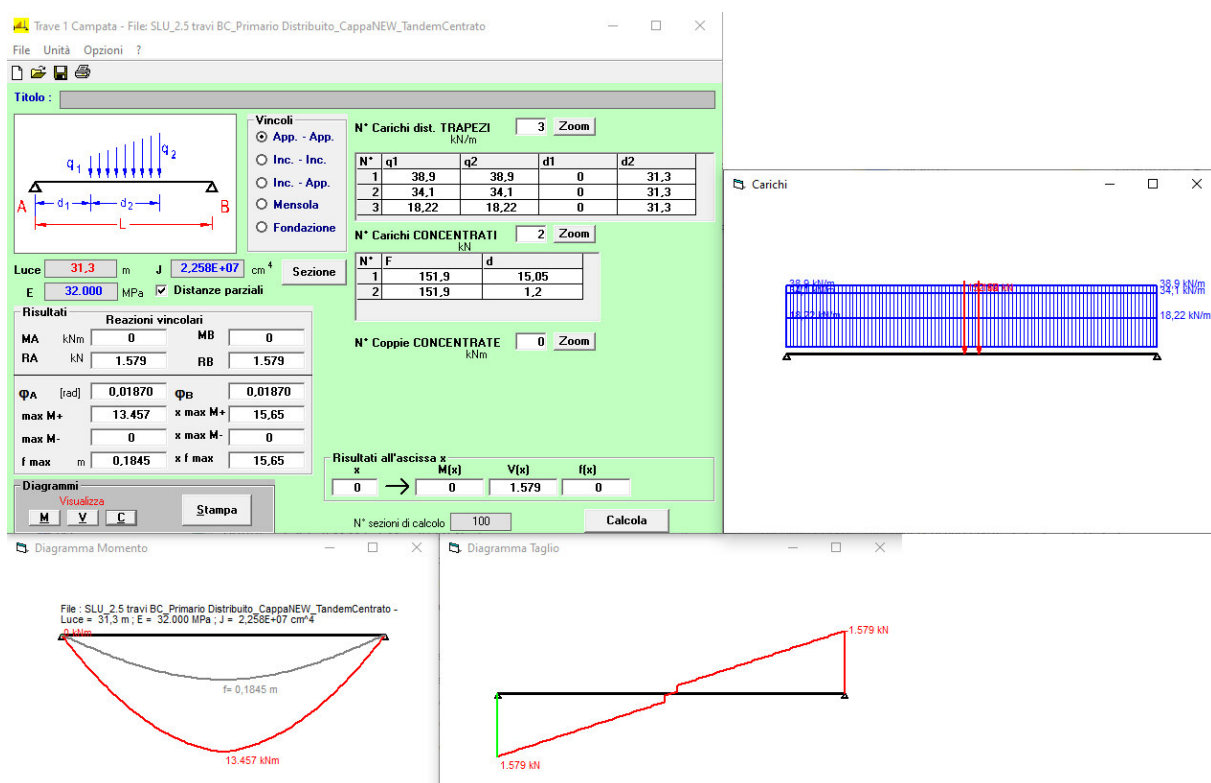 Trave 1 Campata - File: SLU_2.5 travi BC_Primario Distribuito_CappaNEW_TandemCentrato
File Unità Opzioni ?
Titolo :
q1 q2
A d1 d2 B
L
Vincoli
App. - App.
Inc. - Inc.
Inc. - App.
Mensola
Fondazione
N° Carichi dist. TRAPEZI 3 Zoom
kN/m
N° q1 q2 d1 d2
1 38,9 38,9 0 31,3
2 34,1 34,1 0 31,3
3 18,22 18,22 0 31,3
N° Carichi CONCENTRATI 2 Zoom
kN
N° F d
1 151,9 15,05
2 151,9 1,2
N° Coppie CONCENTRATE 0 Zoom
kNm
Luce 31,3 m J 2,258E+07 cm^4 Sezione
E 32.000 MPa Distanze parziali
Risultati
Reazioni vincolari
MA kNm 0 MB 0
RA kN 1.579 RB 1.579
φA [rad] 0,01870 φB 0,01870
max M+ 13.457 x max M+ 15,65
max M- 0 x max M- 0
f max m 0,1845 x f max 15,65
Risultati all'ascissa x
x M(x) V(x) f(x)
0 0 1.579 0
Diagrammi
Visualizza
M V C Stampa
N° sezioni di calcolo 100 Calcola
Carichi
38,9 kN/m 38,9 kN/m
34,1 kN/m
18,22 kN/m 18,22 kN/m
Diagramma Momento
File : SLU_2.5 travi BC_Primario Distribuito_CappaNEW_TandemCentrato -
Luce = 31,3 m ; E = 32.000 MPa ; J = 2,258E+07 cm^4
0 kNm
f= 0,1845 m
13.457 kNm
Diagramma Taglio
-1.579 kN
1.579 kN